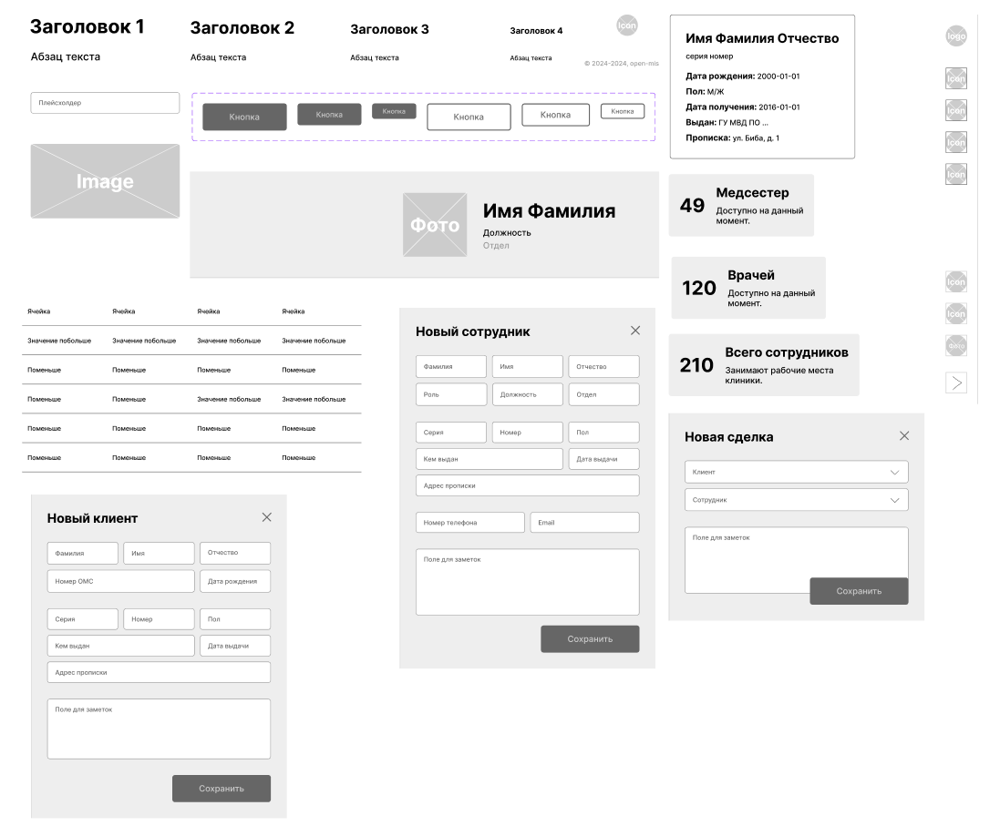 Заголовок 1
Абзац текста
Заголовок 2
Абзац текста
Заголовок 3
Абзац текста
Заголовок 4
Абзац текста
Icon
© 2024-2024, open-mis
Плейсхолдер
Кнопка
Кнопка
Кнопка
Кнопка
Кнопка
Кнопка
Image
Фото
Имя Фамилия
Должность
Отдел
Имя Фамилия Отчество
серия номер
Дата рождения: 2000-01-01
Пол: М/Ж
Дата получения: 2016-01-01
Выдан: ГУ МВД ПО ...
Прописка: ул. Биба, д. 1
49
Медсестер
Доступно на данный
момент.
120
Врачей
Доступно на данный
момент.
210
Всего сотрудников
Занимают рабочие места
клиники.
logo
Icon
Icon
Icon
Icon
Icon
Icon
Фото
Ячейка Ячейка Ячейка Ячейка
Значение побольше Значение побольше Значение побольше Значение побольше
Поменьше Поменьше Поменьше Поменьше
Поменьше Поменьше Значение побольше Значение побольше
Поменьше Поменьше Поменьше Поменьше
Поменьше Поменьше Поменьше Поменьше
Новый сотрудник
Фамилия Имя Отчество
Роль Должность Отдел
Серия Номер Пол
Кем выдан Дата выдачи
Адрес прописки
Номер телефона Email
Поле для заметок
Сохранить
Новая сделка
Клиент
Сотрудник
Поле для заметок
Сохранить
Новый клиент
Фамилия Имя Отчество
Номер ОМС Дата рождения
Серия Номер Пол
Кем выдан Дата выдачи
Адрес прописки
Поле для заметок
Сохранить